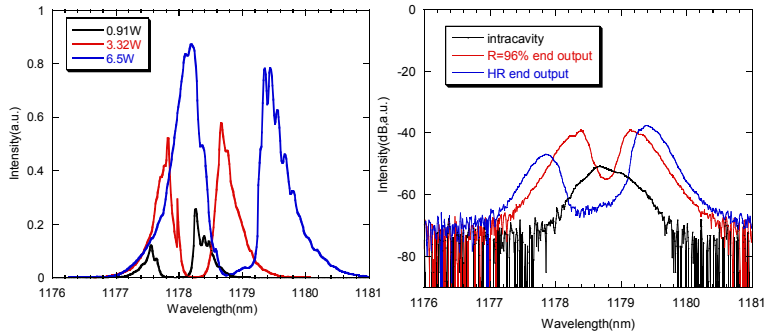 1
0.8
0.6
0.4
0.2
0
Intensity(a.u.)
0.91W
3.32W
6.5W
1176 1177 1178 1179 1180 1181
Wavelength(nm)
0
-20
-40
-60
-80
Intensity(dB,a.u.)
intracavity
R=96% end output
HR end output
1176 1177 1178 1179 1180 1181
Wavelength(nm)